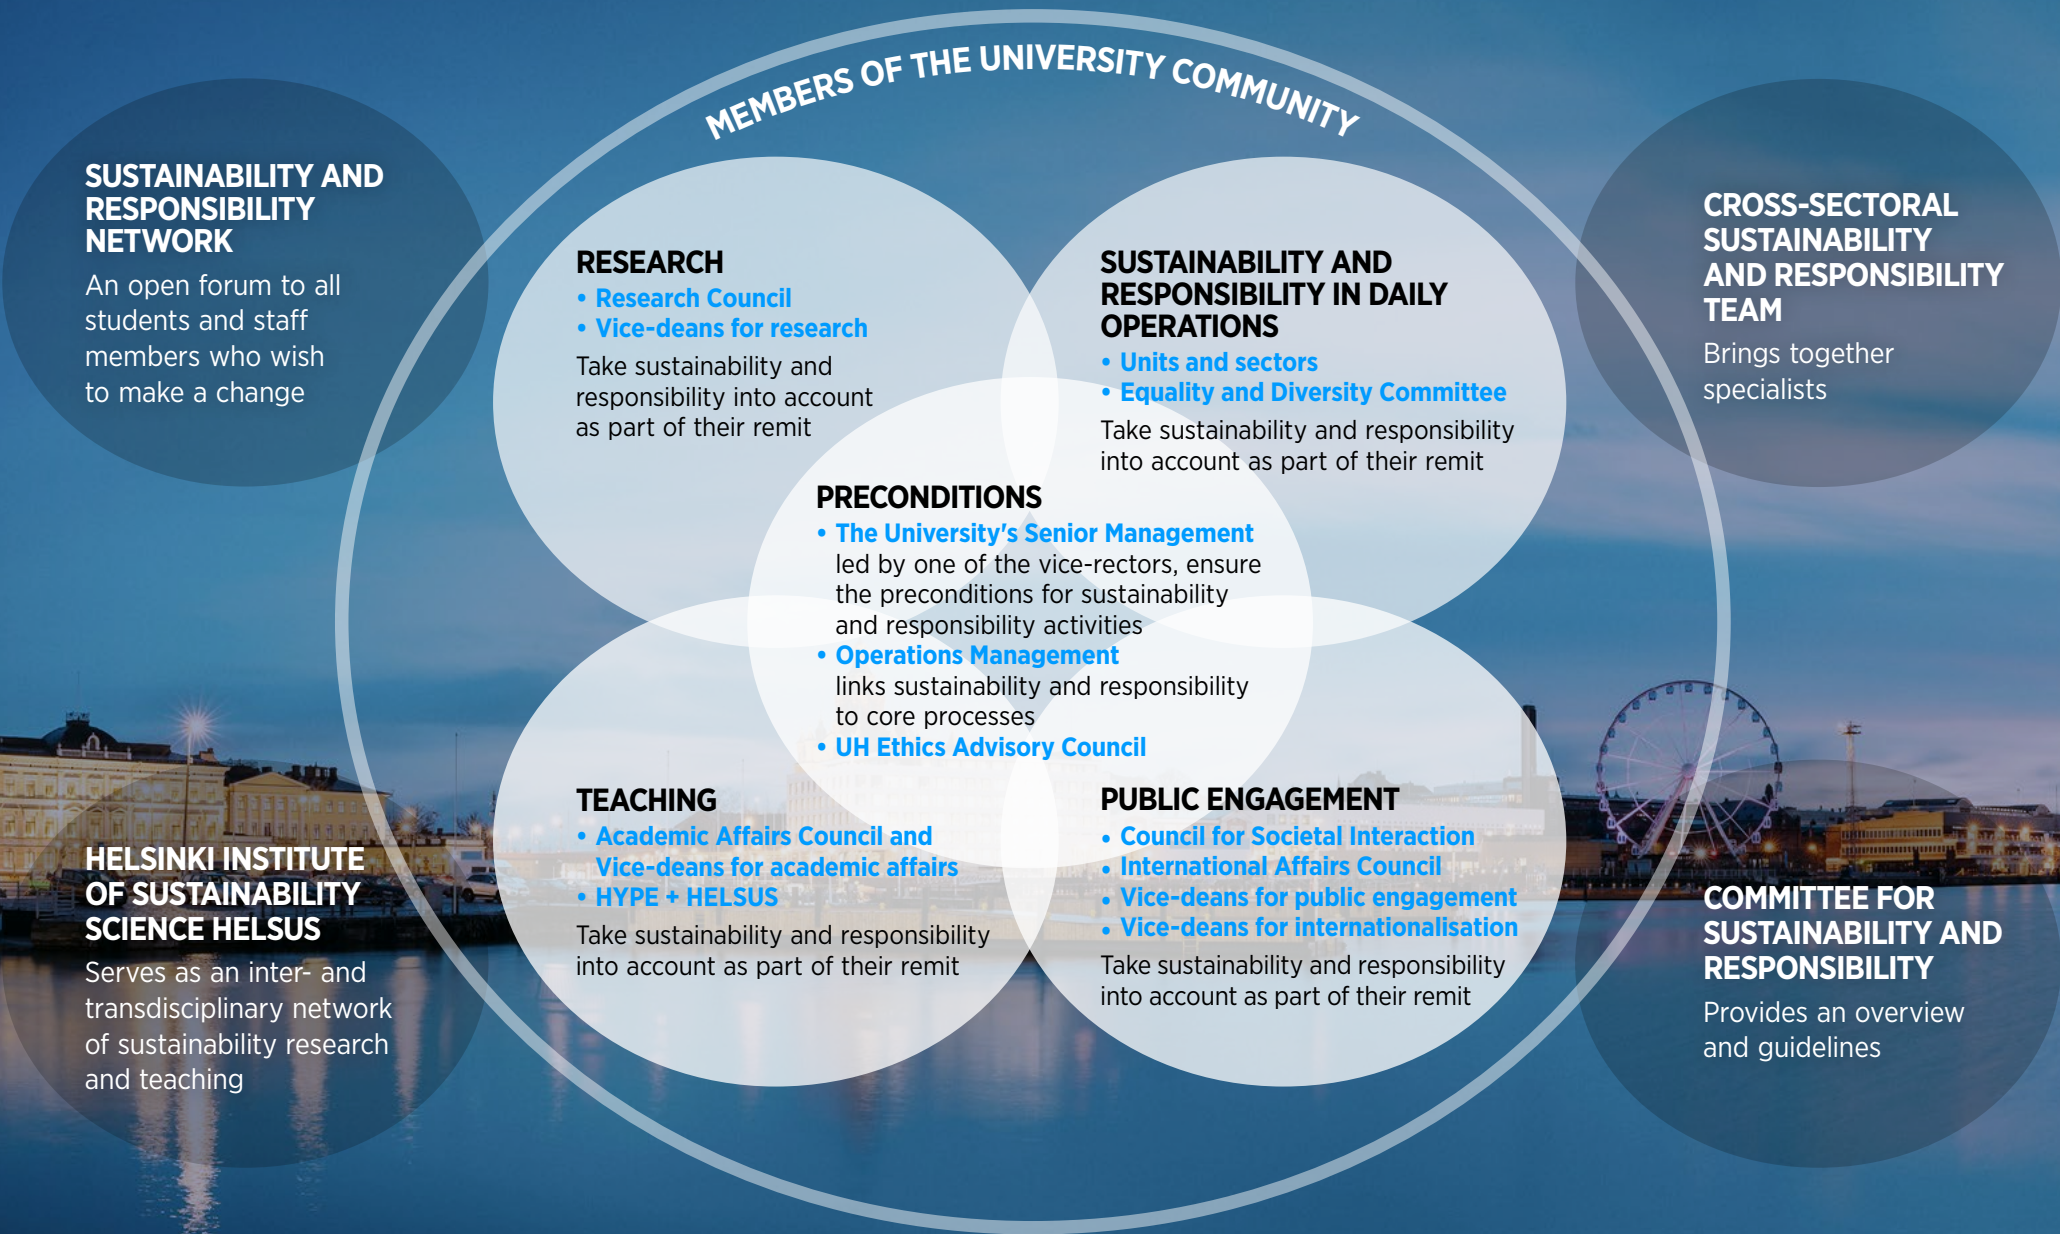 MEMBERS OF THE UNIVERSITY COMMUNITY
SUSTAINABILITY AND
RESPONSIBILITY
NETWORK
An open forum to all
students and staff
members who wish
to make a change
RESEARCH
• Research Council
• Vice-deans for research
Take sustainability and
responsibility into account
as part of their remit
SUSTAINABILITY AND
RESPONSIBILITY IN DAILY
OPERATIONS
• Units and sectors
• Equality and Diversity Committee
Take sustainability and responsibility
into account as part of their remit
CROSS-SECTORAL
SUSTAINABILITY
AND RESPONSIBILITY
TEAM
Brings together
specialists
PRECONDITIONS
• The University's Senior Management
led by one of the vice-rectors, ensure
the preconditions for sustainability
and responsibility activities
• Operations Management
links sustainability and responsibility
to core processes
• UH Ethics Advisory Council
HELSINKI INSTITUTE
OF SUSTAINABILITY
SCIENCE HELSUS
Serves as an inter- and
transdisciplinary network
of sustainability research
and teaching
TEACHING
• Academic Affairs Council and
Vice-deans for academic affairs
• HYPE + HELSUS
Take sustainability and responsibility
into account as part of their remit
PUBLIC ENGAGEMENT
• Council for Societal Interaction
• International Affairs Council
• Vice-deans for public engagement
• Vice-deans for internationalisation
Take sustainability and responsibility
into account as part of their remit
COMMITTEE FOR
SUSTAINABILITY AND
RESPONSIBILITY
Provides an overview
and guidelines